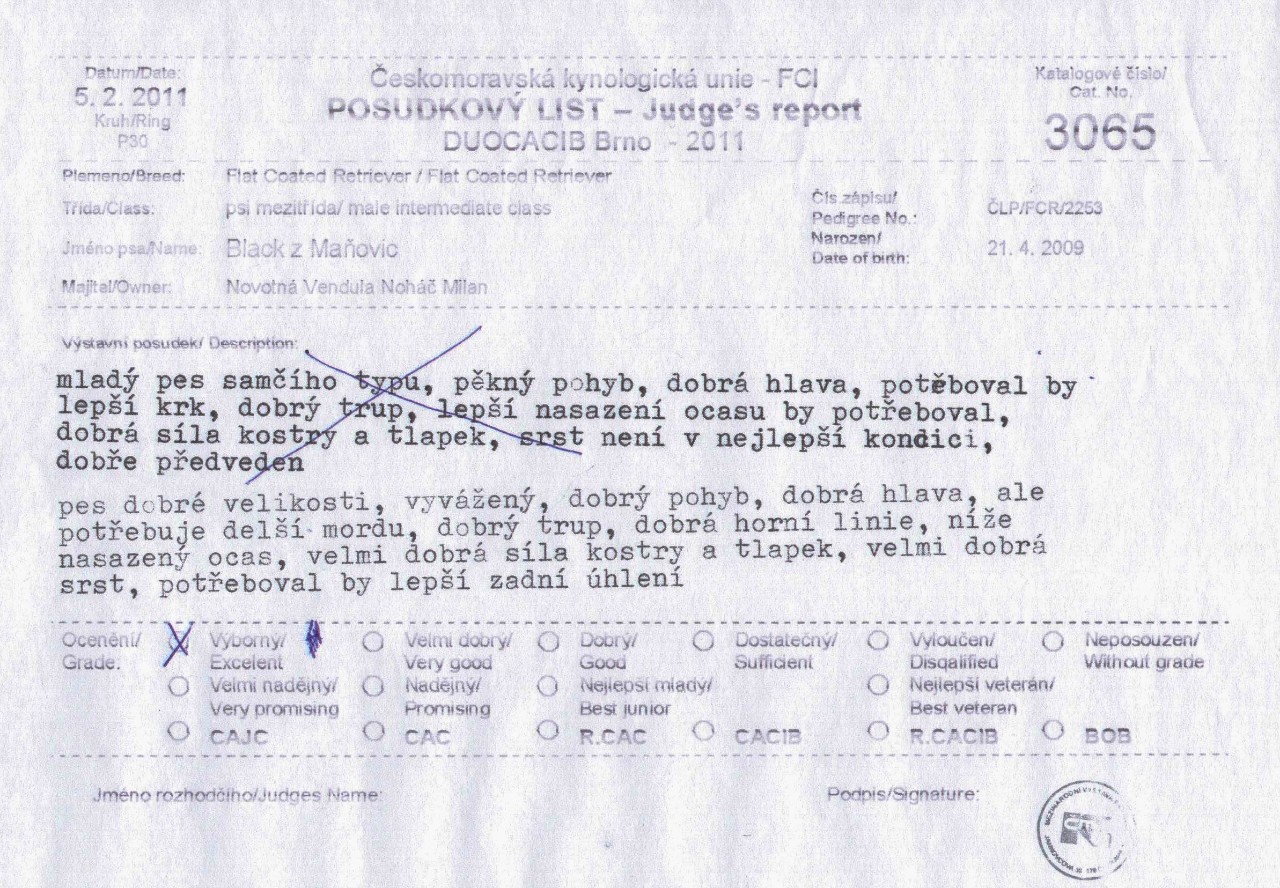 Datum/Date:
5. 2. 2011
Kruh/Ring
P30
Českomoravská kynologická unie - FCI
POSUDKOVÝ LIST – Judge's report
DUOCACIB Brno - 2011
Katalogové číslo/
Cat. No.
3065
Plemeno/Breed: Flat Coated Retriever / Flat Coated Retriever
Třída/Class: psi mezitřída/ male intermediate class
Jméno psa/Name: Black z Maňovic
Majitel/Owner: Novotná Vendula Noháč Milan
Čís.zápisu/
Pedigree No.: ČLP/FCR/2253
Narozen/
Date of birth: 21. 4. 2009
Výstavní posudek/ Description:
mladý pes samčího typu, pěkný pohyb, dobrá hlava, potěboval by
lepší krk, dobrý trup, lepší nasazení ocasu by potřeboval,
dobrá síla kostry a tlapek, srst není v nejlepší kondici,
dobře předveden
pes dobré velikosti, vyvážený, dobrý pohyb, dobrá hlava, ale
potřebuje delší mordu, dobrý trup, dobrá horní linie, níže
nasazený ocas, velmi dobrá síla kostry a tlapek, velmi dobrá
srst, potřeboval by lepší zadní úhlení
Ocenění/ Výborný/ Velmi dobrý/ Dobrý/ Dostatečný/ Vyloučen/ Neposouzen/
Grade: Excelent Very good Good Sufficient Disqalified Without grade
Velmi nadějný/ Nadějný/ Nejlepší mladý/ Nejlepší veterán/
Very promising Promising Best junior Best veteran
CAJC CAC R.CAC CACIB R.CACIB BOB
Jméno rozhodčího/Judges Name: Podpis/Signature: